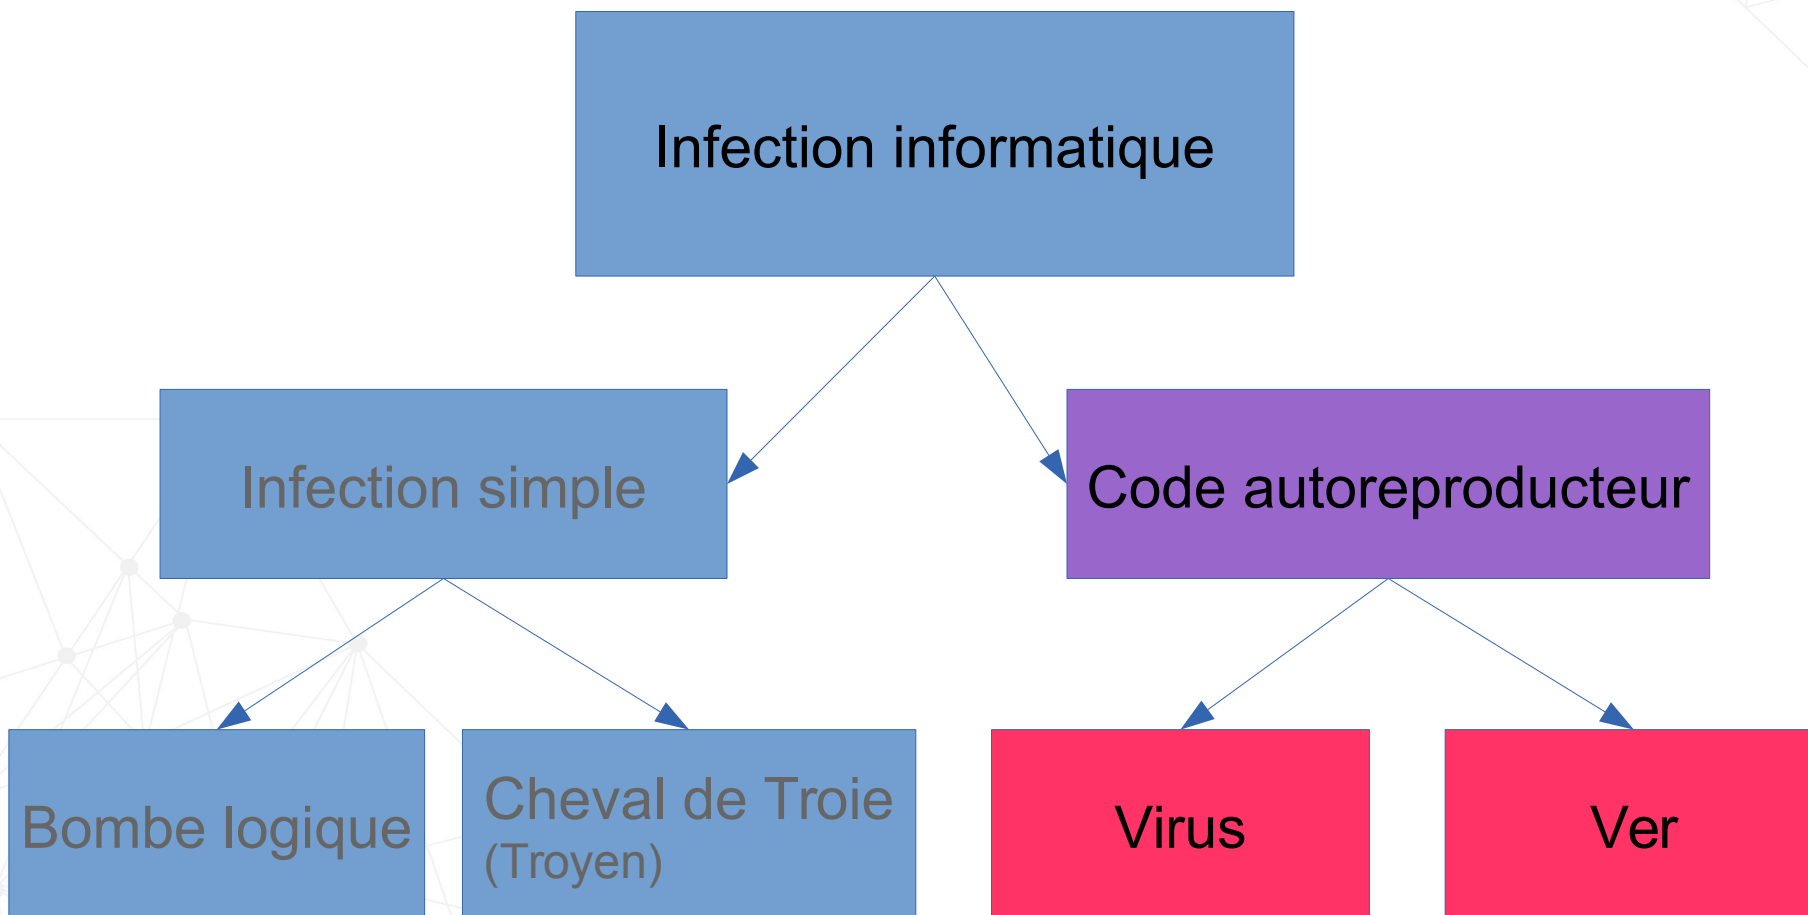 Infection informatique
Infection simple
Code autoreproducteur
Bombe logique
Cheval de Troie
(Troyen)
Virus
Ver